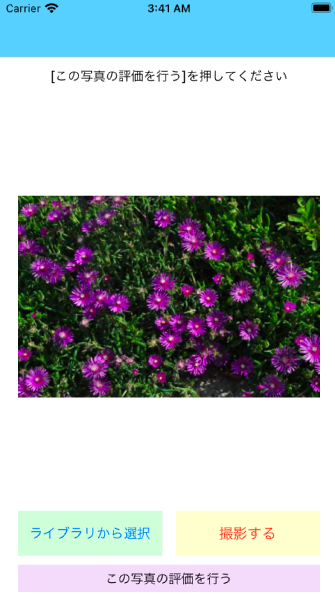 Carrier 3:41 AM
[この写真の評価を行う]を押してください
ライブラリから選択
撮影する
この写真の評価を行う